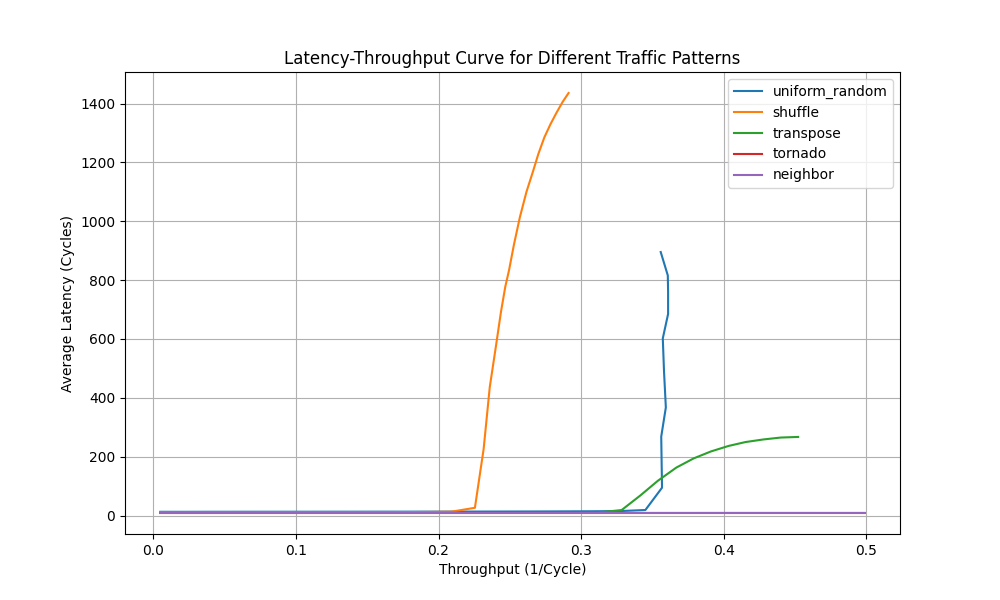 Latency-Throughput Curve for Different Traffic Patterns
Average Latency (Cycles)
1400
1200
1000
800
600
400
200
0
uniform_random
shuffle
transpose
tornado
neighbor
0.0
0.1
0.2
0.3
0.4
0.5
Throughput (1/Cycle)